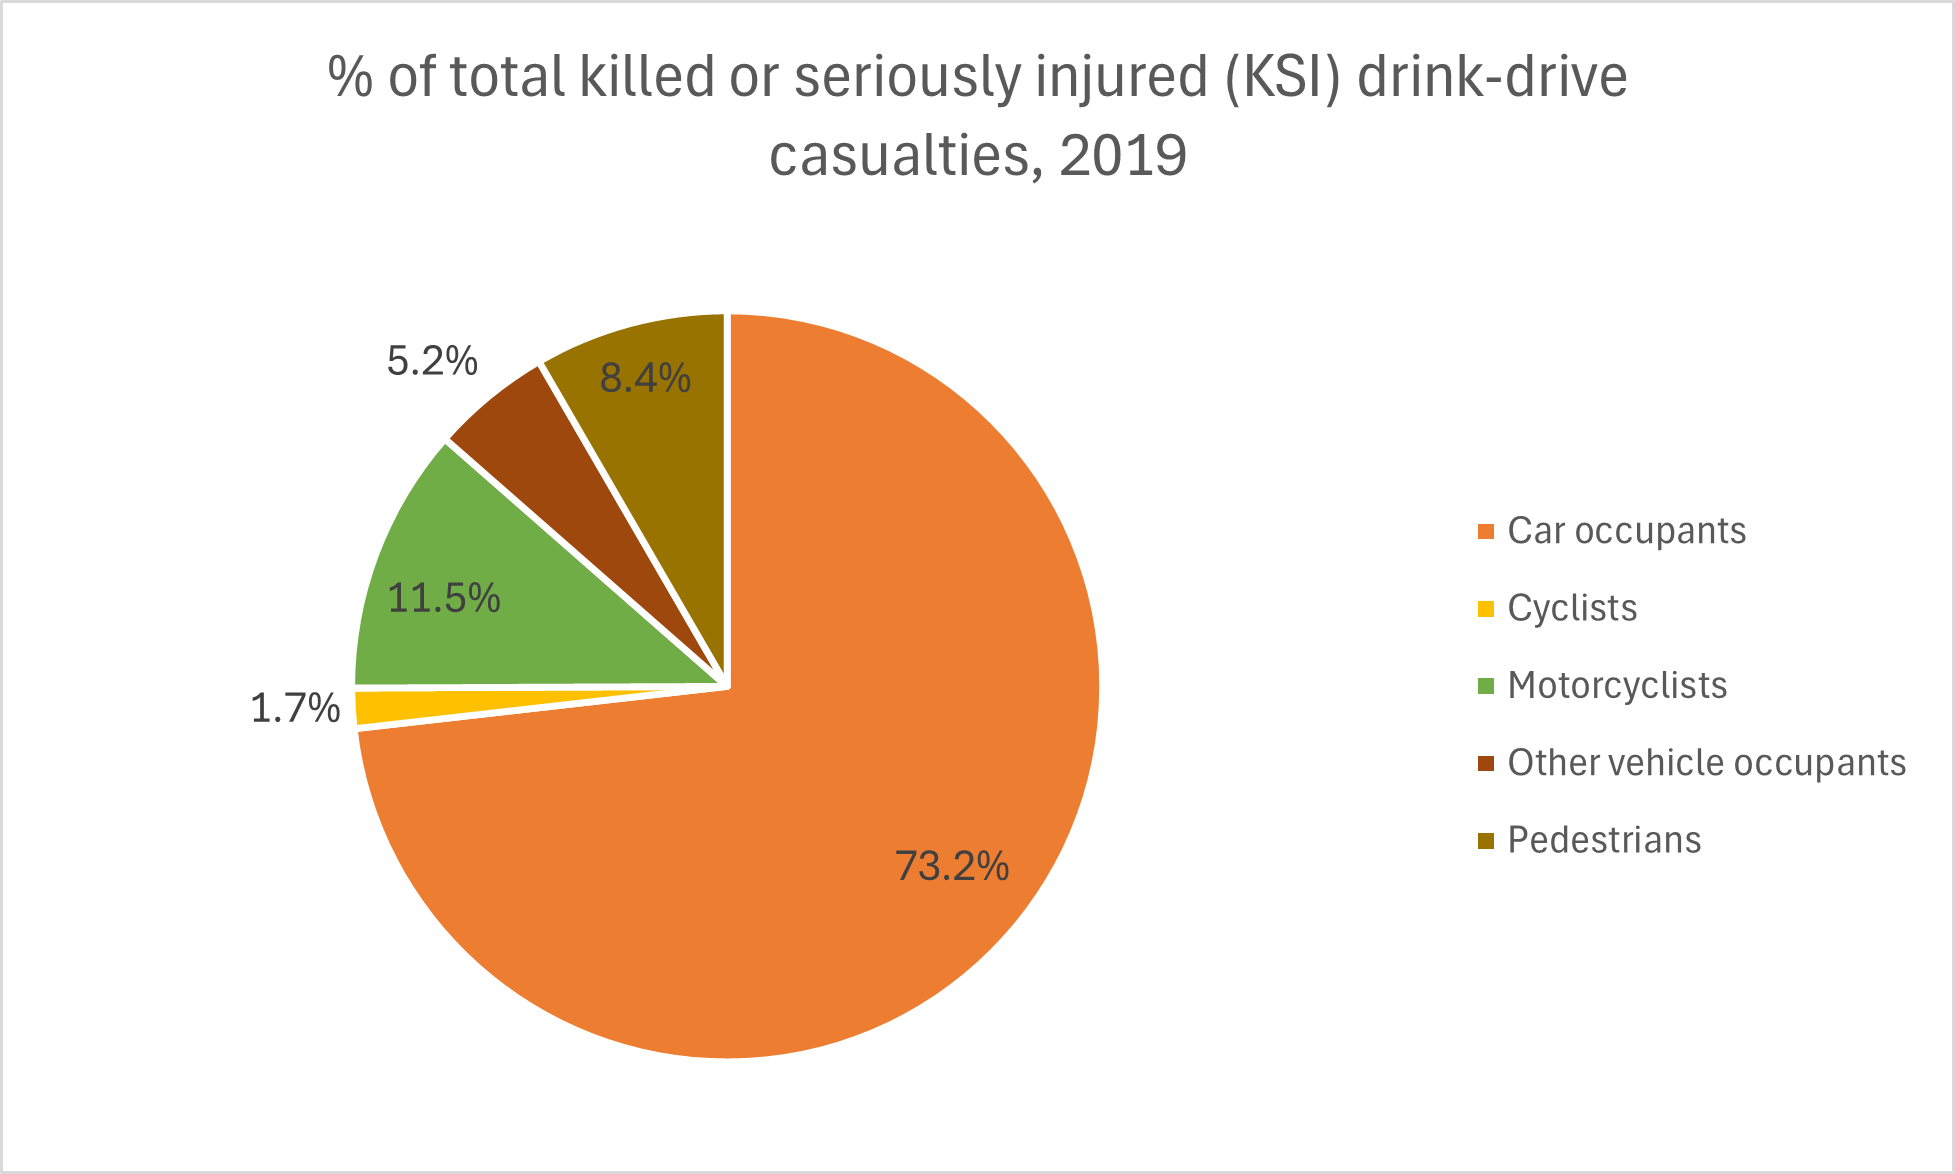 % of total killed or seriously injured (KSI) drink-drive
casualties, 2019
5.2%
8.4%
11.5%
1.7%
73.2%
Car occupants
Cyclists
Motorcyclists
Other vehicle occupants
Pedestrians